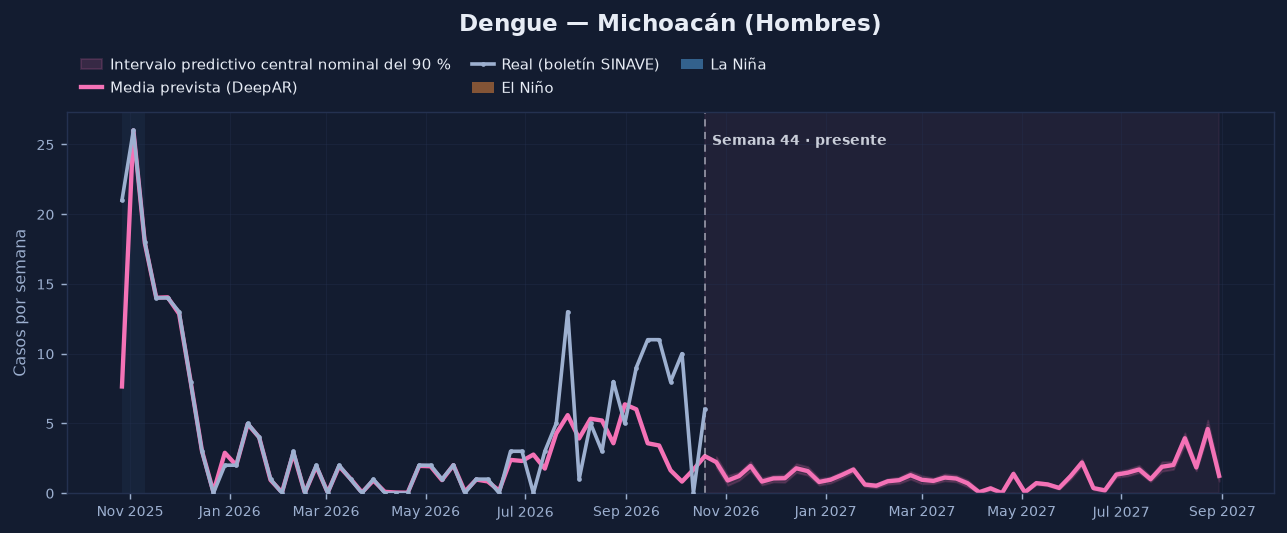 Dengue — Michoacán (Hombres)
Intervalo predictivo central nominal del 90 %
Real (boletín SINAVE)
La Niña
Media prevista (DeepAR)
El Niño
Semana 44 · presente
Casos por semana
25
20
15
10
5
0
Nov 2025
Jan 2026
Mar 2026
May 2026
Jul 2026
Sep 2026
Nov 2026
Jan 2027
Mar 2027
May 2027
Jul 2027
Sep 2027